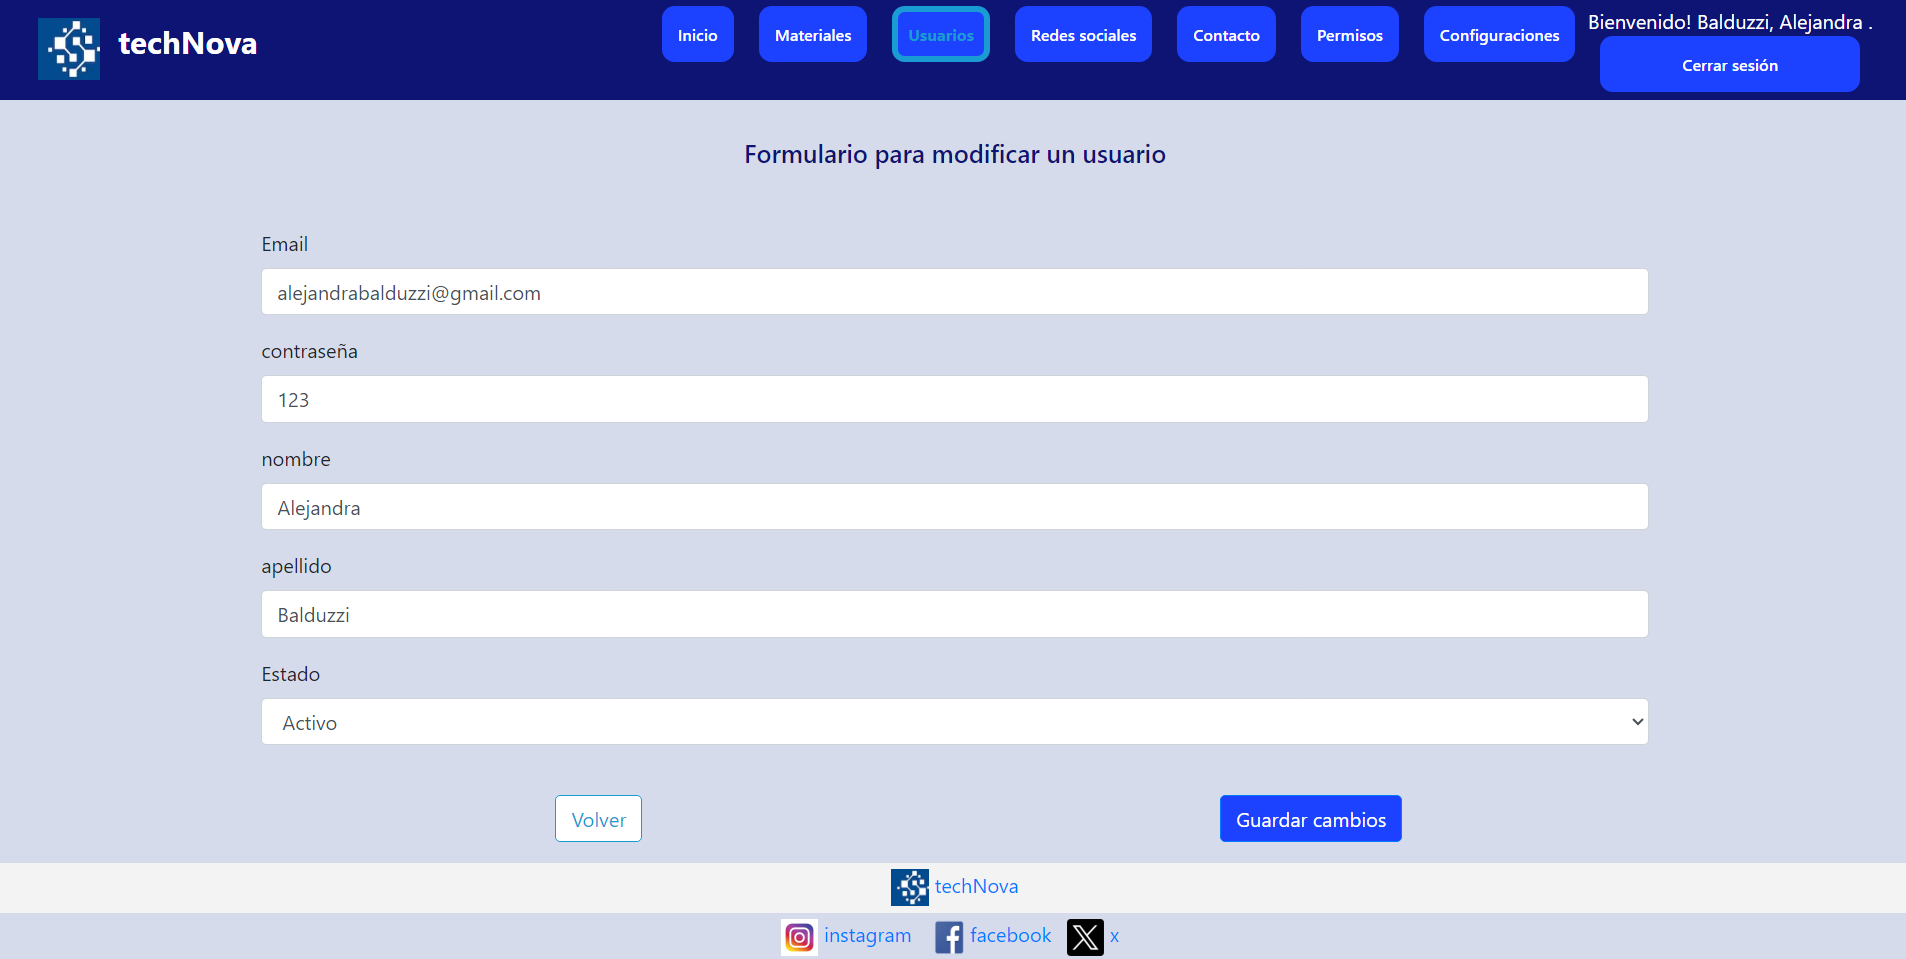 techNova
Inicio
Materiales
Usuarios
Redes sociales
Contacto
Permisos
Configuraciones
Bienvenido! Balduzzi, Alejandra .
Cerrar sesión
Formulario para modificar un usuario
Email
alejandrabalduzzi@gmail.com
contraseña
123
nombre
Alejandra
apellido
Balduzzi
Estado
Activo
Volver
Guardar cambios
techNova
instagram
facebook
x